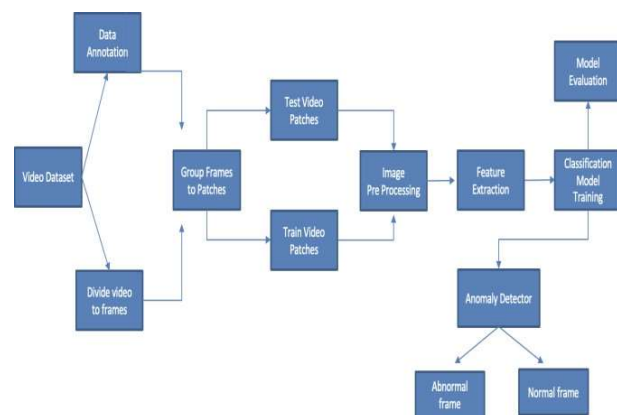 Data
Annotation
Video Dataset
Divide video
to frames
Group Frames
to Patches
Test Video
Patches
Train Video
Patches
Image
Pre Processing
Feature
Extraction
Model
Evaluation
Classification
Model
Training
Anomaly Detector
Abnormal
frame
Normal frame